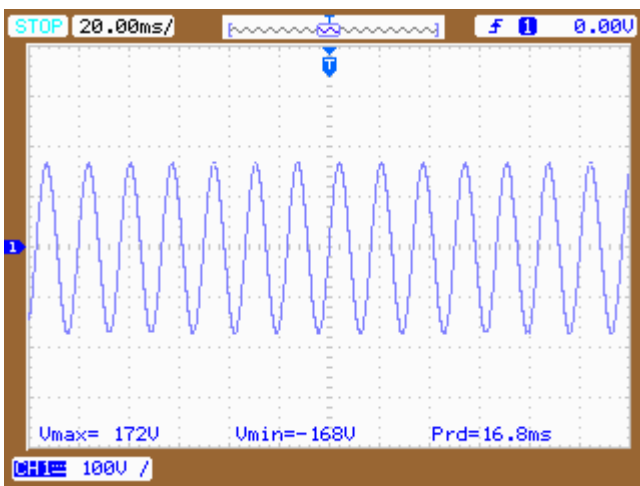 STOP 20.00ms/ f 1 0.00V
T
1
Vmax= 172V Vmin=-168V Prd=16.8ms
CH1 100V /